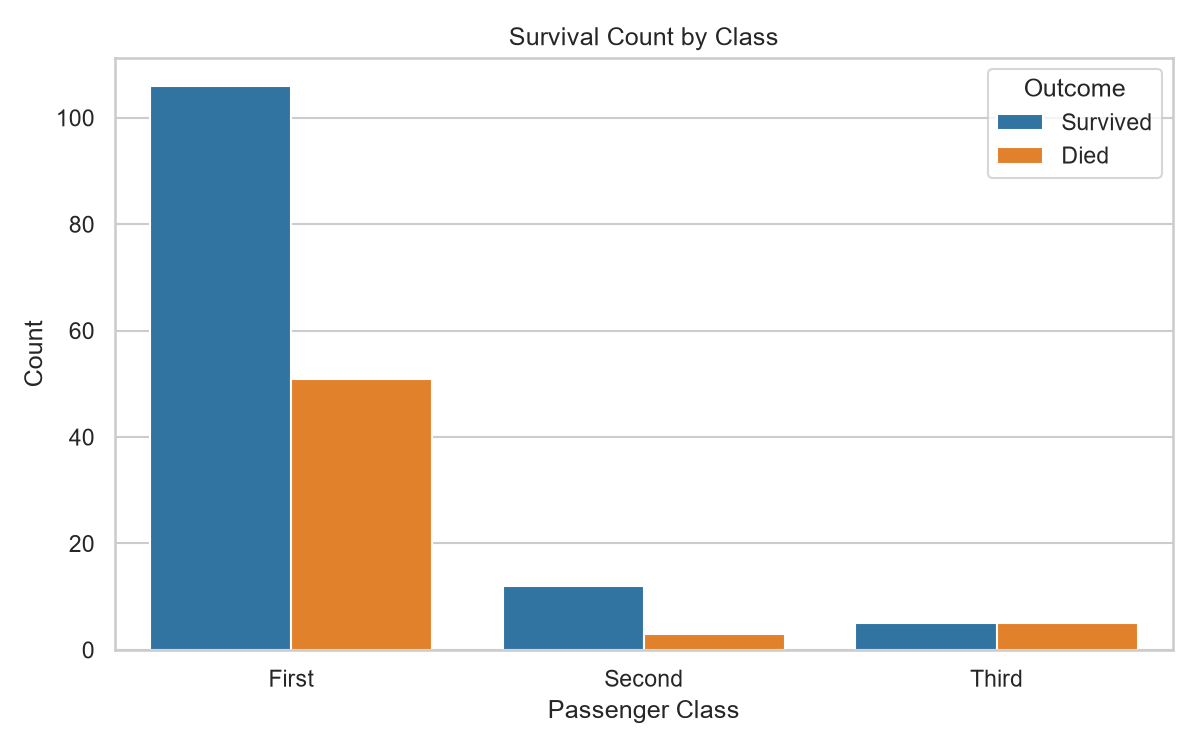 Survival Count by Class
Outcome
Survived
Died
Count
100
80
60
40
20
0
First
Second
Third
Passenger Class